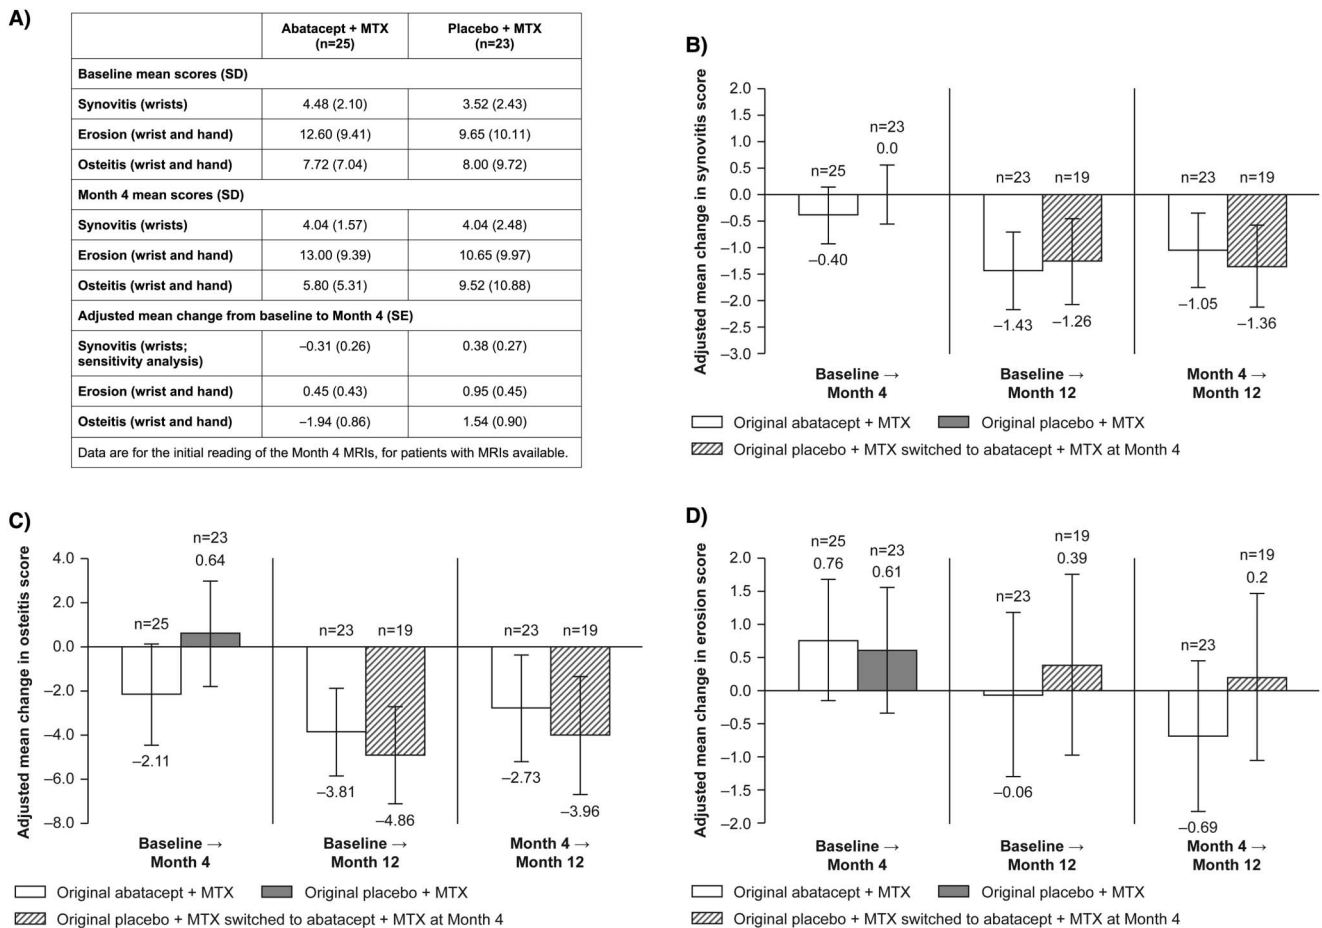 A)
Abatacept + MTX Placebo + MTX
(n=25) (n=23)
Baseline mean scores (SD)
Synovitis (wrists) 4.48 (2.10) 3.52 (2.43)
Erosion (wrist and hand) 12.60 (9.41) 9.65 (10.11)
Osteitis (wrist and hand) 7.72 (7.04) 8.00 (9.72)
Month 4 mean scores (SD)
Synovitis (wrists) 4.04 (1.57) 4.04 (2.48)
Erosion (wrist and hand) 13.00 (9.39) 10.65 (9.97)
Osteitis (wrist and hand) 5.80 (5.31) 9.52 (10.88)
Adjusted mean change from baseline to Month 4 (SE)
Synovitis (wrists; –0.31 (0.26) 0.38 (0.27)
sensitivity analysis)
Erosion (wrist and hand) 0.45 (0.43) 0.95 (0.45)
Osteitis (wrist and hand) –1.94 (0.86) 1.54 (0.90)
Data are for the initial reading of the Month 4 MRIs, for patients with MRIs available.
B)
Adjusted mean change in synovitis score
2.0
1.5
1.0
0.5
0.0
–0.5
–1.0
–1.5
–2.0
–2.5
–3.0
n=25
–0.40
n=23
0.0
n=23 n=19
–1.43 –1.26
n=23 n=19
–1.05 –1.36
Baseline → Baseline → Month 4 →
Month 4 Month 12 Month 12
Original abatacept + MTX Original placebo + MTX
Original placebo + MTX switched to abatacept + MTX at Month 4
C)
Adjusted mean change in osteitis score
4.0
2.0
0.0
–2.0
–4.0
–6.0
–8.0
n=25
–2.11
n=23
0.64
n=23 n=19
–3.81 –4.86
n=23 n=19
–2.73 –3.96
Baseline → Baseline → Month 4 →
Month 4 Month 12 Month 12
Original abatacept + MTX Original placebo + MTX
Original placebo + MTX switched to abatacept + MTX at Month 4
D)
Adjusted mean change in erosion score
2.0
1.5
1.0
0.5
0.0
–0.5
–1.0
–1.5
–2.0
n=25
0.76
n=23
0.61
n=23
–0.06
n=19
0.39
n=23
–0.69
n=19
0.2
Baseline → Baseline → Month 4 →
Month 4 Month 12 Month 12
Original abatacept + MTX Original placebo + MTX
Original placebo + MTX switched to abatacept + MTX at Month 4